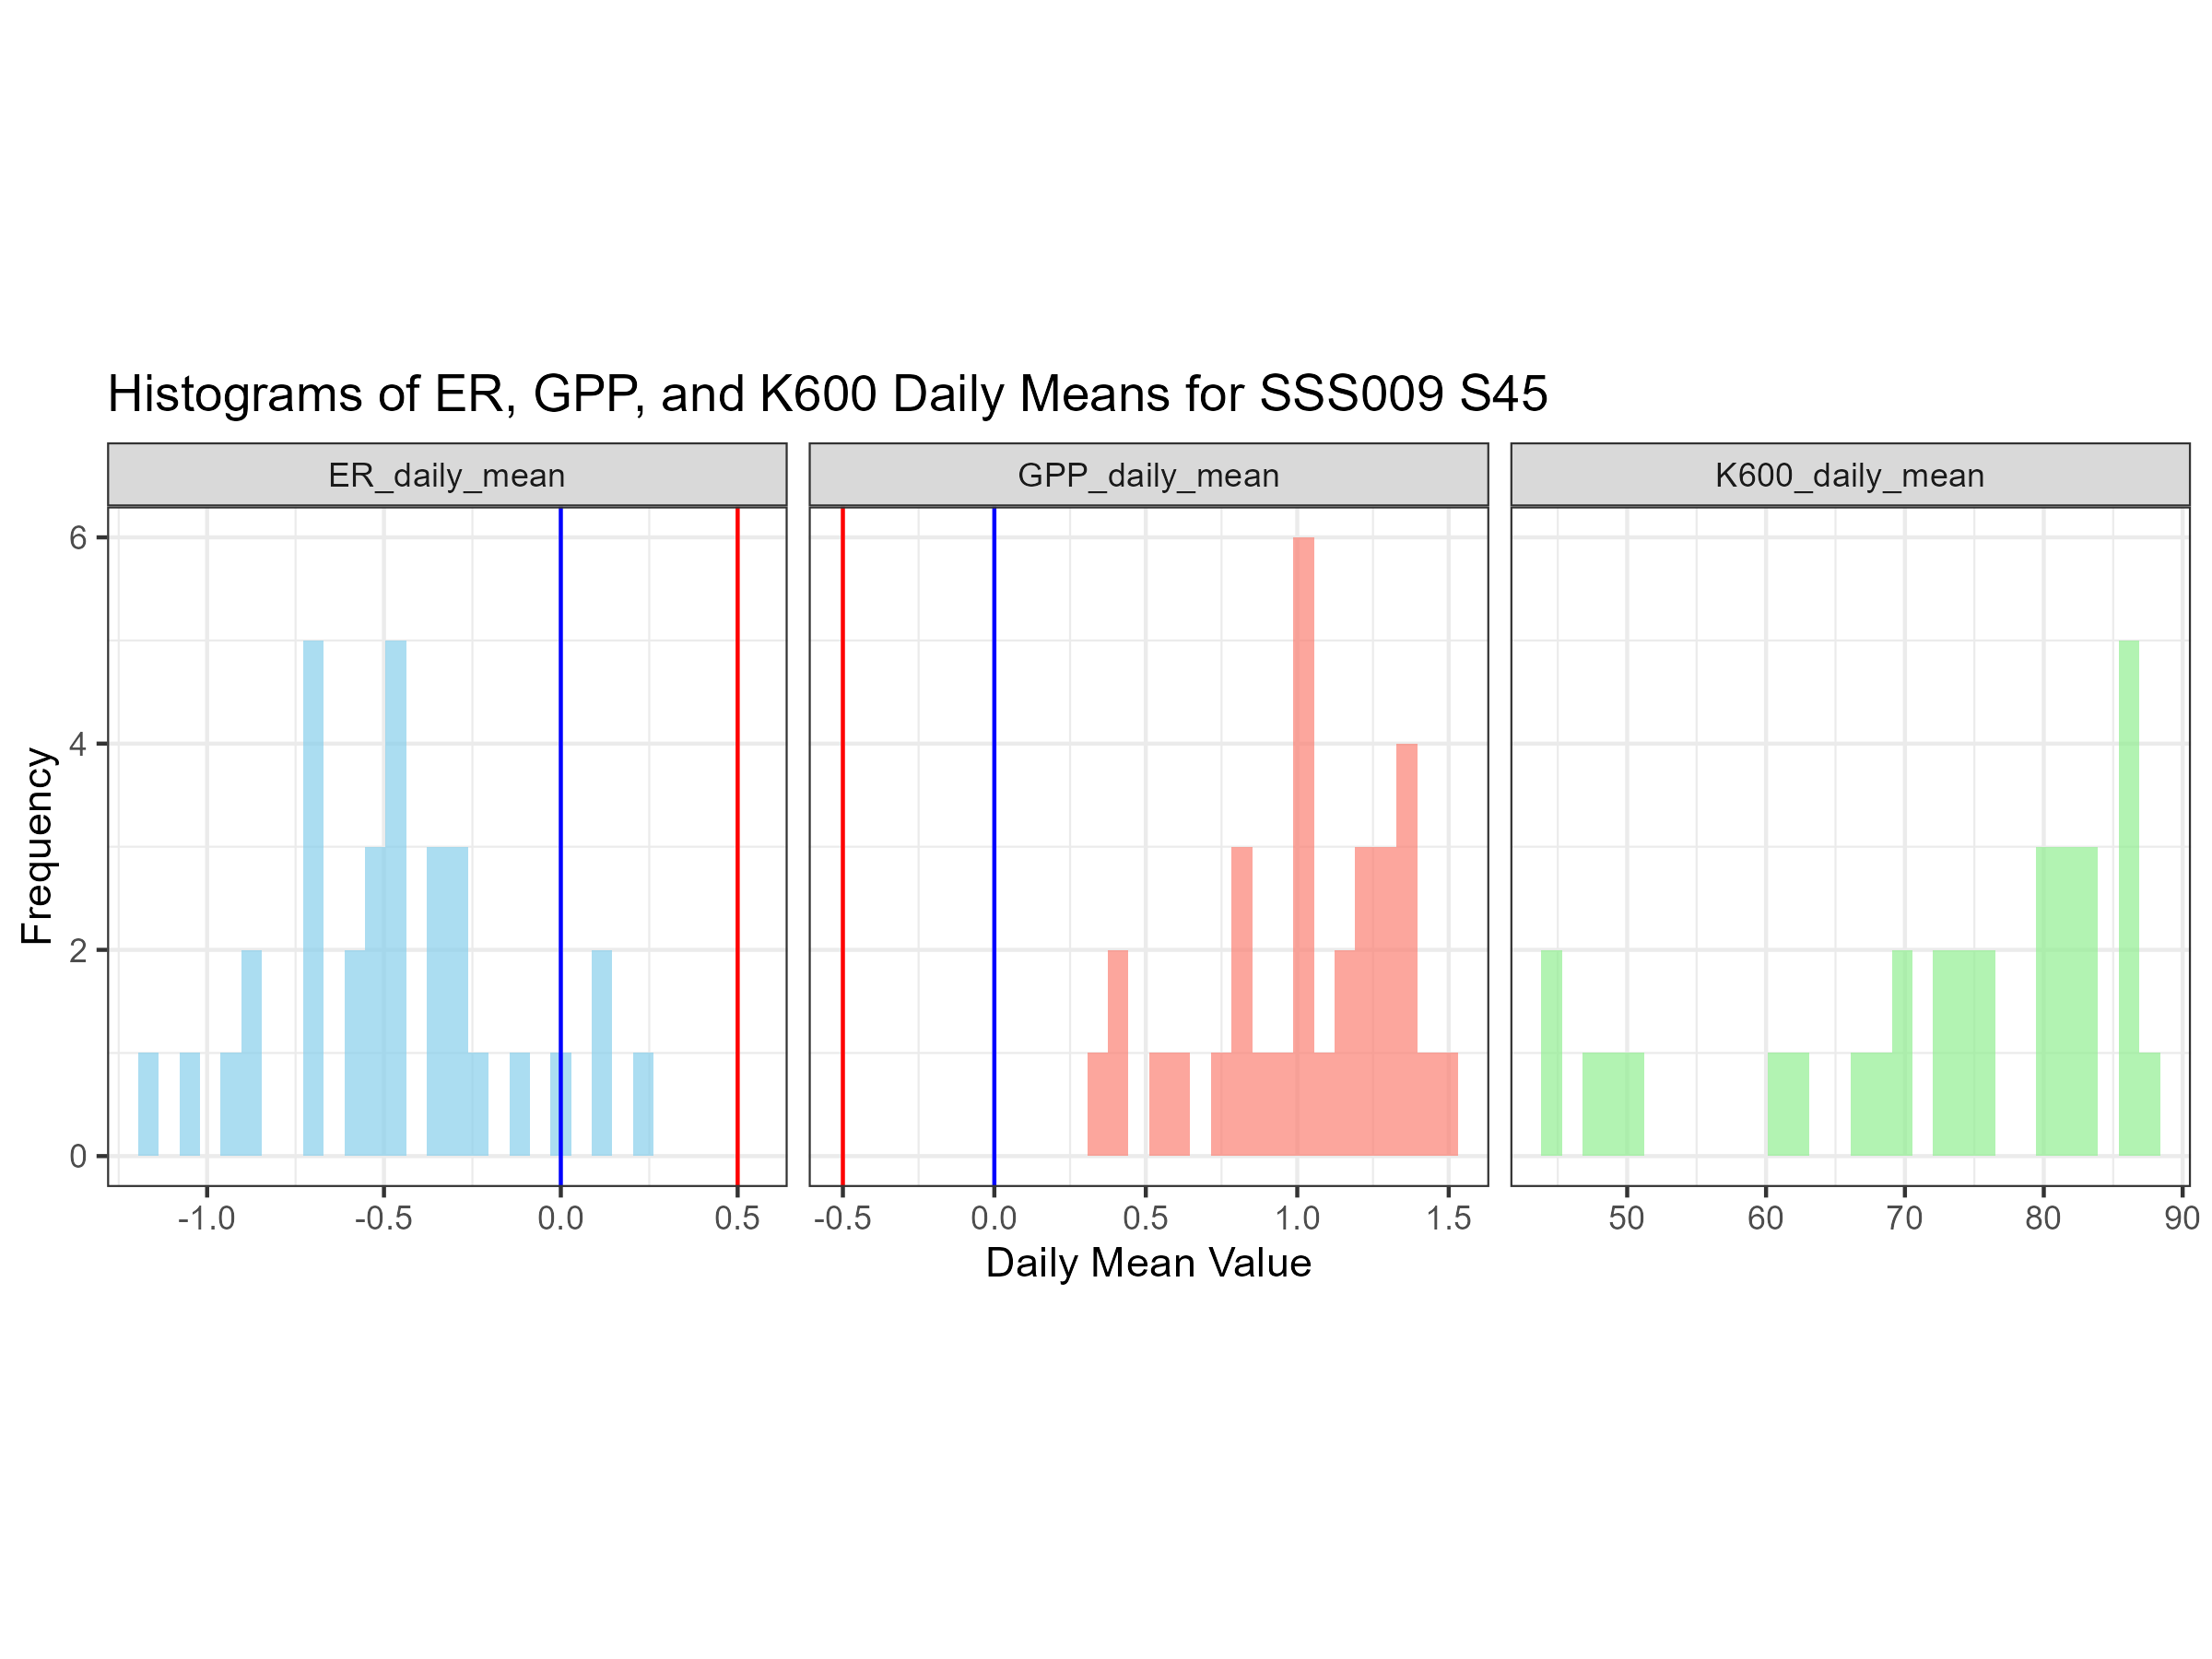 Histograms of ER, GPP, and K600 Daily Means for SSS009 S45
ER_daily_mean
GPP_daily_mean
K600_daily_mean
Frequency
6
4
2
0
-1.0 -0.5 0.0 0.5
-0.5 0.0 0.5 1.0 1.5
50 60 70 80 90
Daily Mean Value